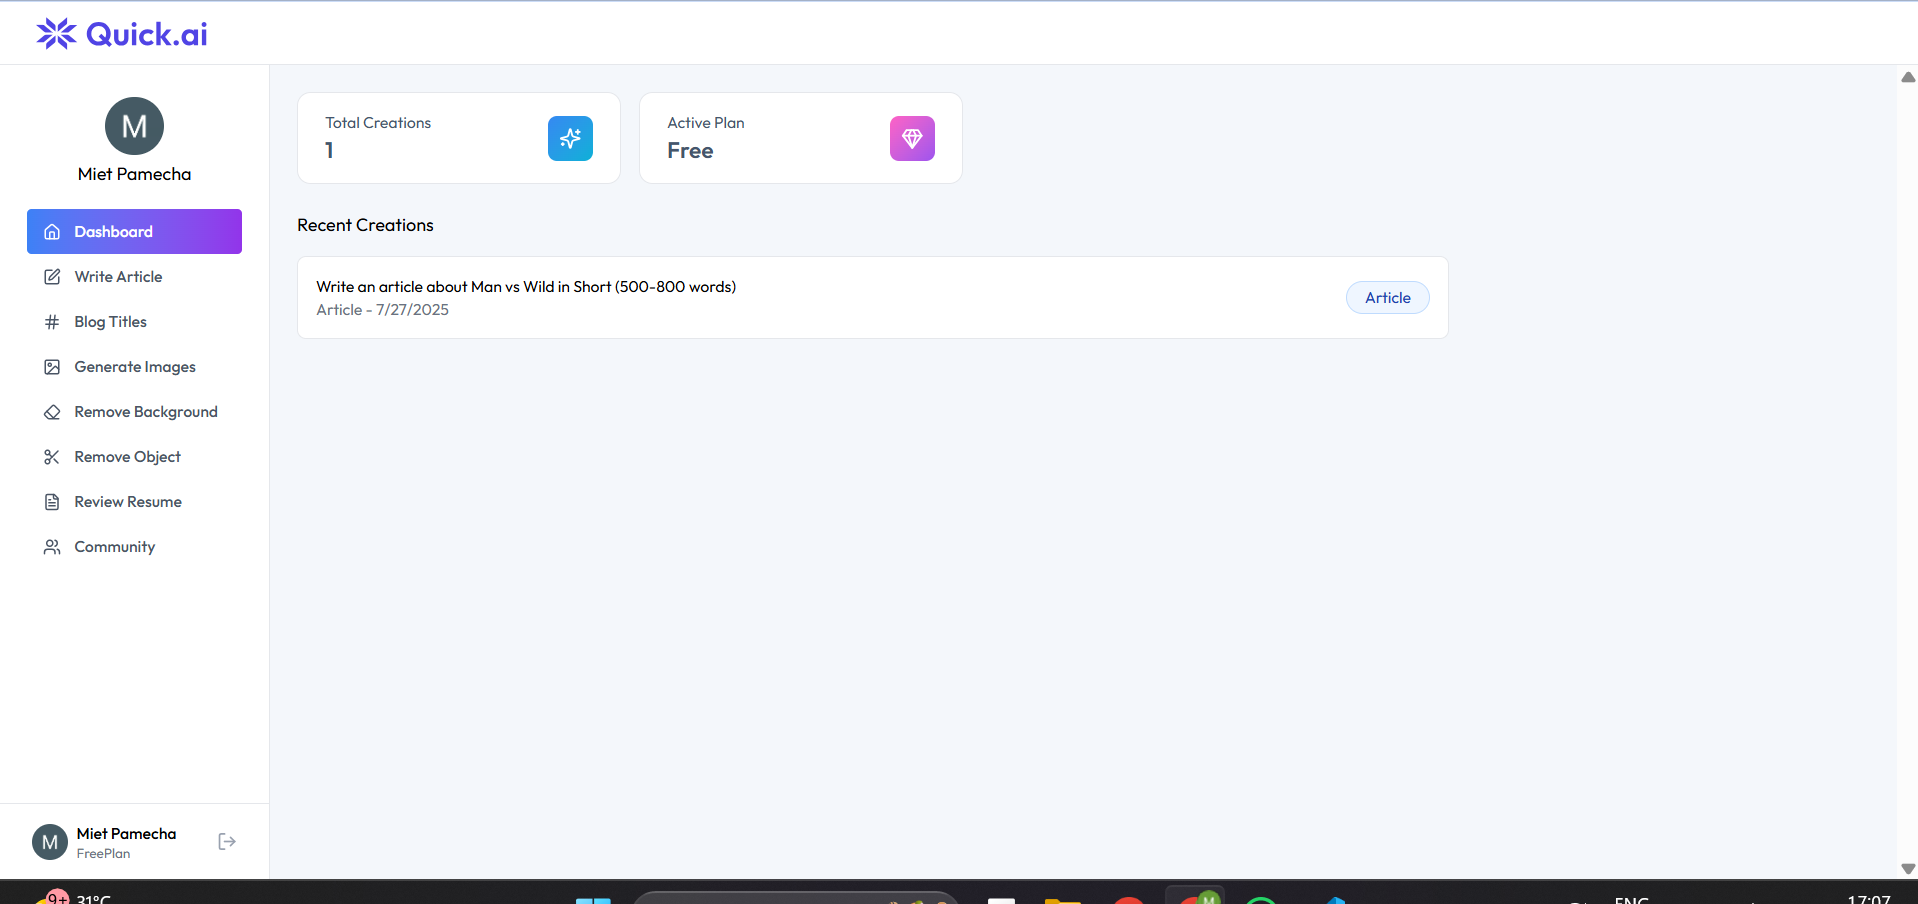 Quick.ai
M
Miet Pamecha
Dashboard
Write Article
Blog Titles
Generate Images
Remove Background
Remove Object
Review Resume
Community
M
Miet Pamecha
FreePlan
Total Creations
1
Active Plan
Free
Recent Creations
Write an article about Man vs Wild in Short (500-800 words)
Article - 7/27/2025
Article
9+
31°C
M
ENG
17:07